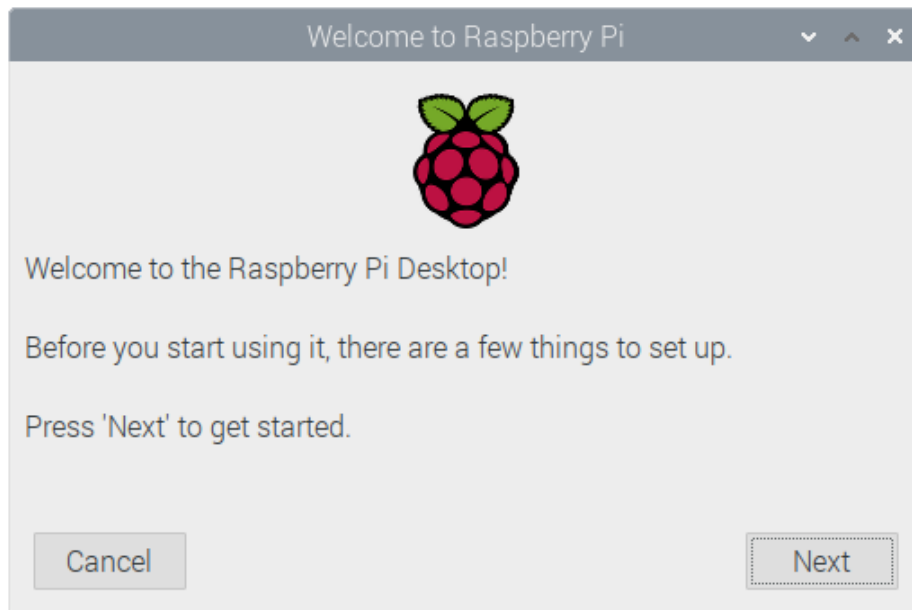 Welcome to Raspberry Pi
Welcome to the Raspberry Pi Desktop!
Before you start using it, there are a few things to set up.
Press 'Next' to get started.
Cancel
Next